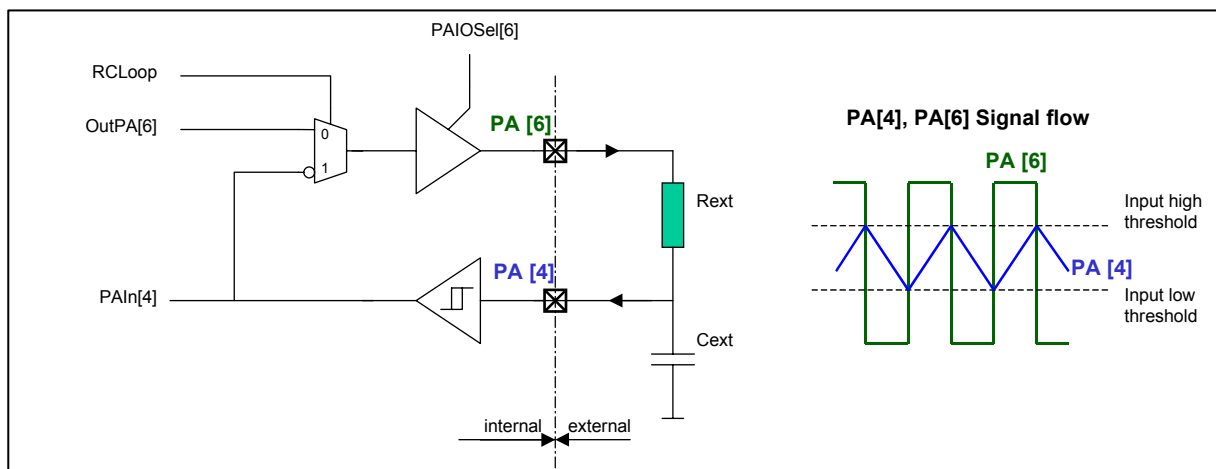 PAIOSel[6]
RCLoop
OutPA[6]
0
1
PA [6]
Rext
PAIn[4]
PA [4]
Cext
internal
external
PA[4], PA[6] Signal flow
PA [6]
Input high
threshold
PA [4]
Input low
threshold